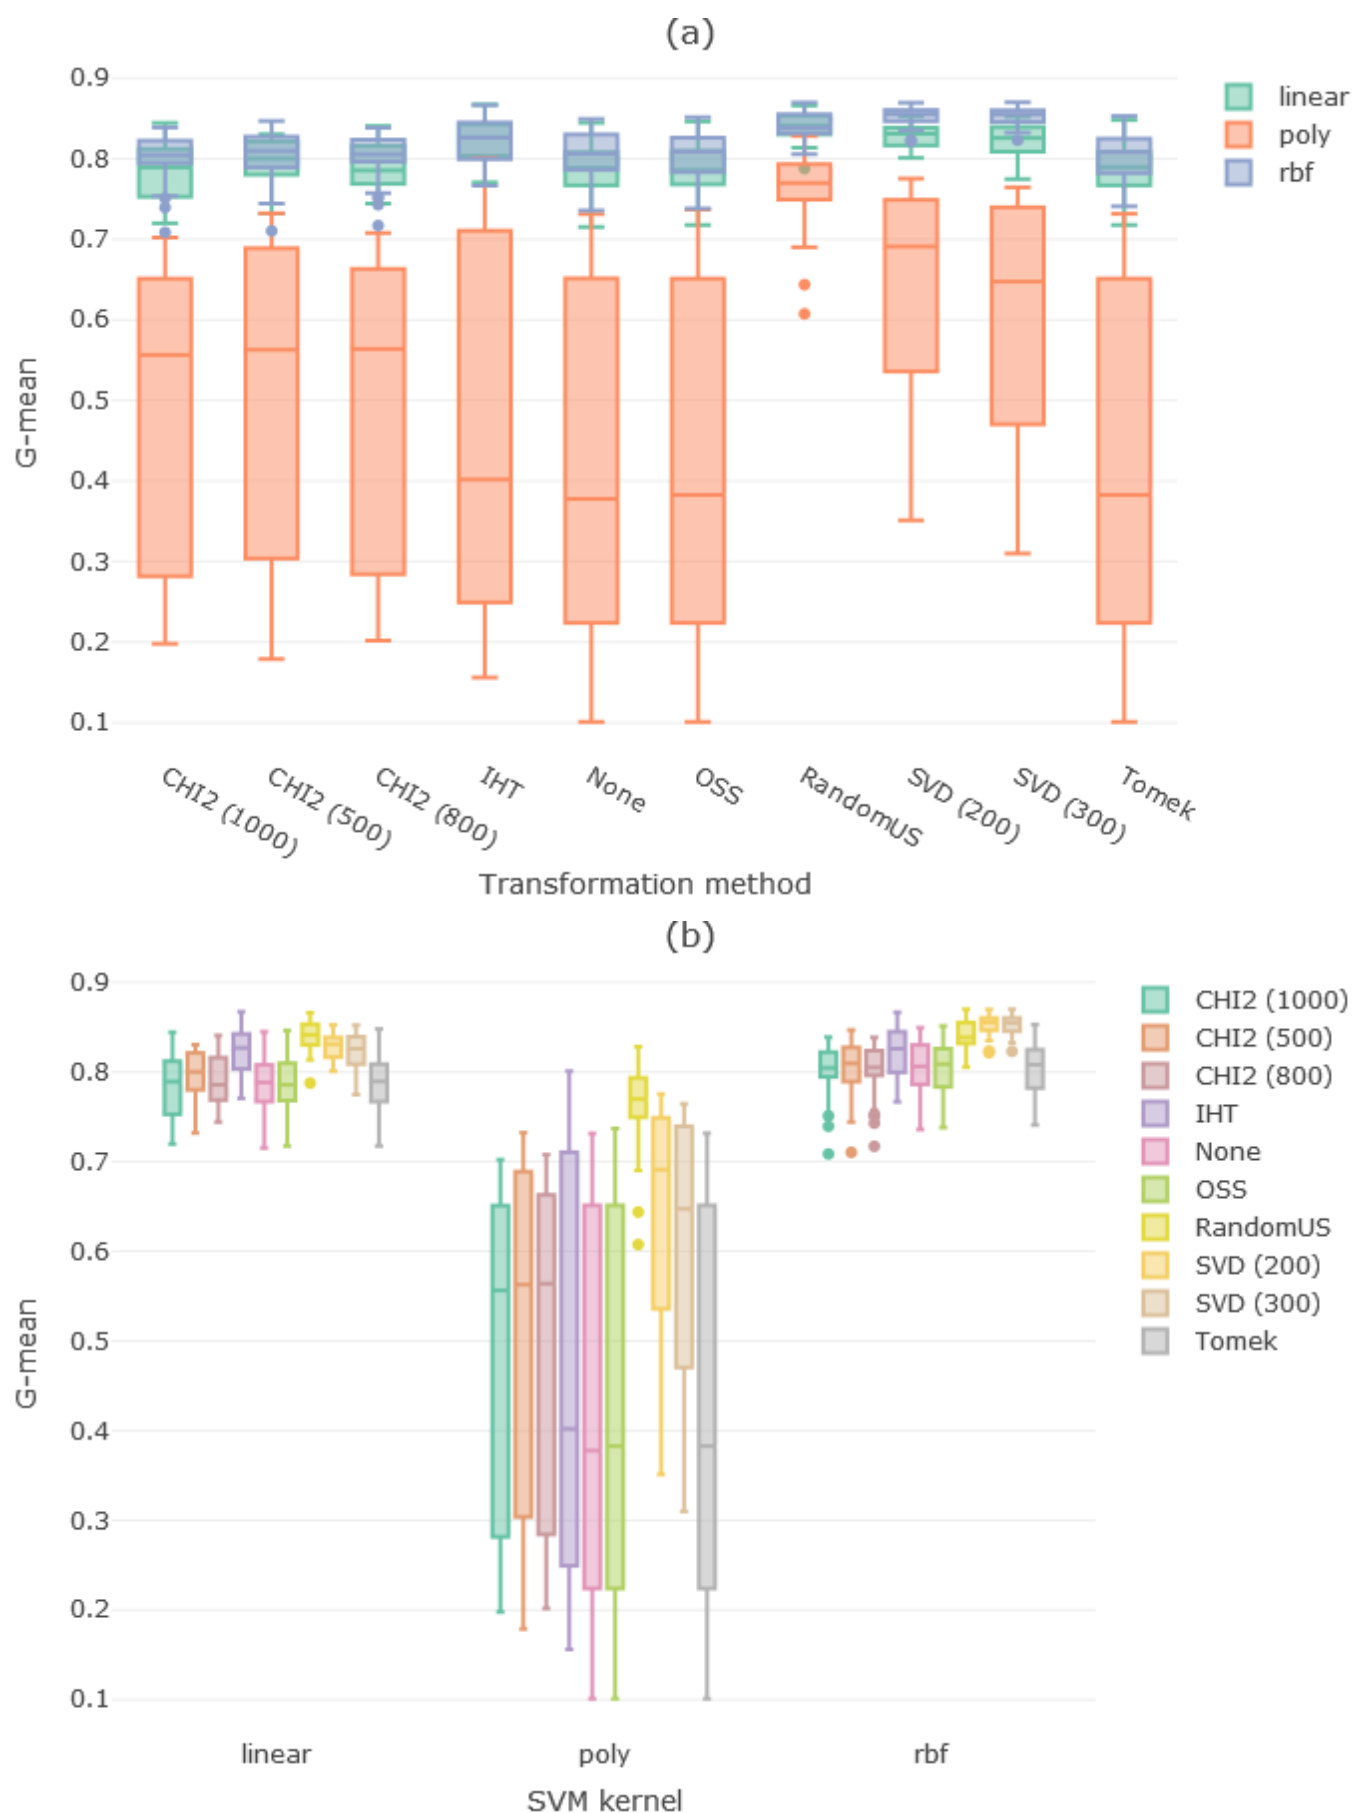 (a)
0.9
0.8
0.7
0.6
0.5
0.4
0.3
0.2
0.1
G-mean
linear
poly
rbf
CHI2 (1000)
CHI2 (500)
CHI2 (800)
IHT
None
OSS
RandomUS
SVD (200)
SVD (300)
Tomek
Transformation method
(b)
0.9
0.8
0.7
0.6
0.5
0.4
0.3
0.2
0.1
G-mean
CHI2 (1000)
CHI2 (500)
CHI2 (800)
IHT
None
OSS
RandomUS
SVD (200)
SVD (300)
Tomek
linear
poly
rbf
SVM kernel